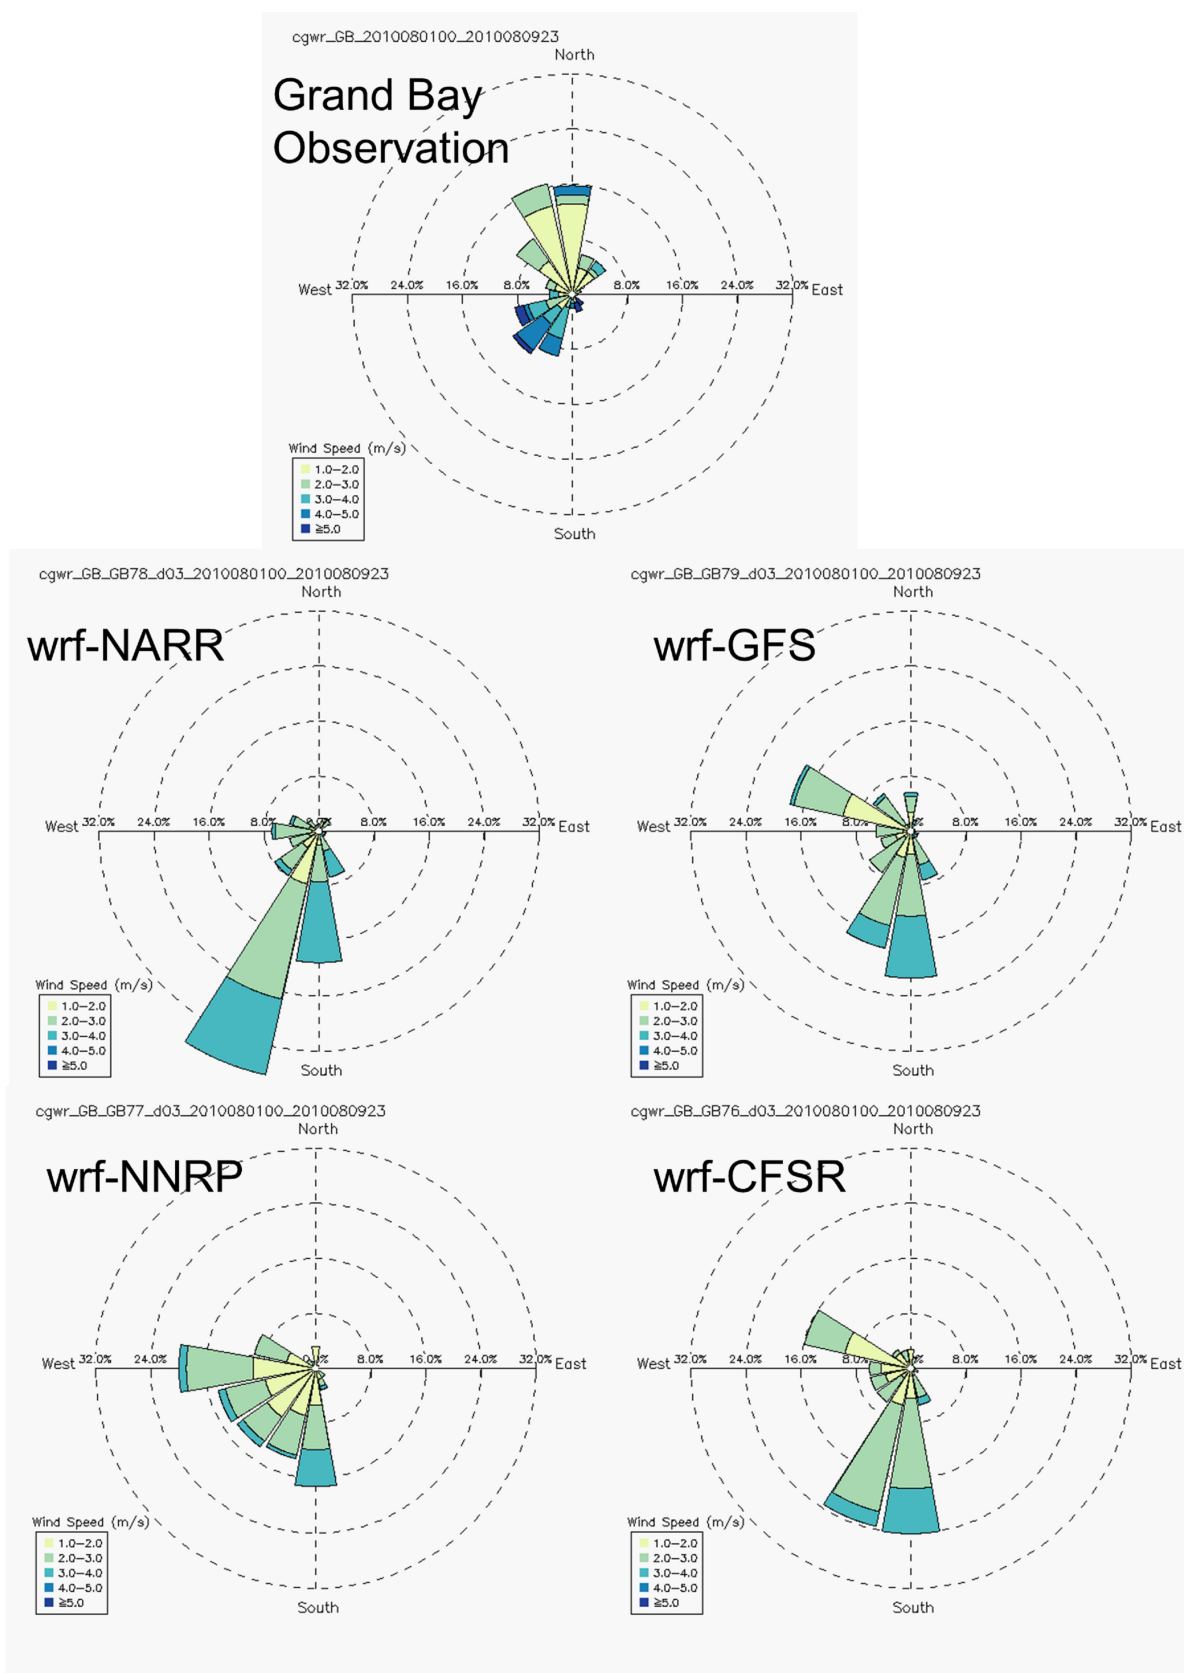 cgwr_GB_2010080100_2010080923
North
Grand Bay
Observation
West 32.0% 24.0% 16.0% 8.0% 8.0% 16.0% 24.0% 32.0% East
Wind Speed (m/s)
1.0–2.0
2.0–3.0
3.0–4.0
4.0–5.0
≧5.0
South
cgwr_GB_GB78_d03_2010080100_2010080923
North
wrf-NARR
West 32.0% 24.0% 16.0% 8.0% 8.0% 16.0% 24.0% 32.0% East
Wind Speed (m/s)
1.0–2.0
2.0–3.0
3.0–4.0
4.0–5.0
≧5.0
South
cgwr_GB_GB79_d03_2010080100_2010080923
North
wrf-GFS
West 32.0% 24.0% 16.0% 8.0% 8.0% 16.0% 24.0% 32.0% East
Wind Speed (m/s)
1.0–2.0
2.0–3.0
3.0–4.0
4.0–5.0
≧5.0
South
cgwr_GB_GB77_d03_2010080100_2010080923
North
wrf-NNRP
West 32.0% 24.0% 8.0% 16.0% 24.0% 32.0% East
Wind Speed (m/s)
1.0–2.0
2.0–3.0
3.0–4.0
4.0–5.0
≧5.0
South
cgwr_GB_GB76_d03_2010080100_2010080923
North
wrf-CFSR
West 32.0% 24.0% 16.0% 8.0% 8.0% 16.0% 24.0% 32.0% East
Wind Speed (m/s)
1.0–2.0
2.0–3.0
3.0–4.0
4.0–5.0
≧5.0
South